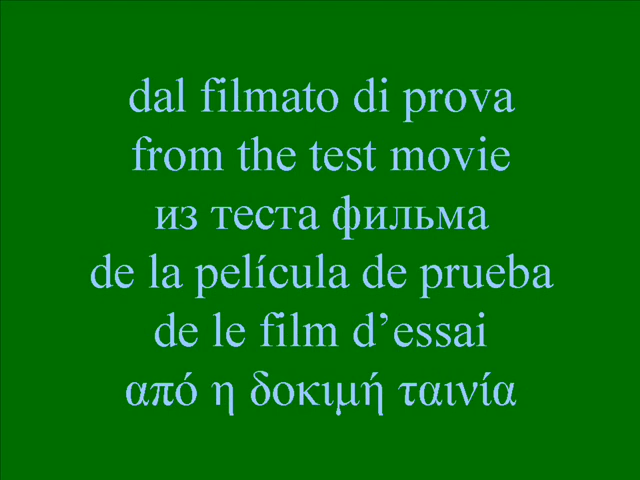 dal filmato di prova
from the test movie
из теста фильма
de la película de prueba
de le film d’essai
από η δοκιμή ταινία